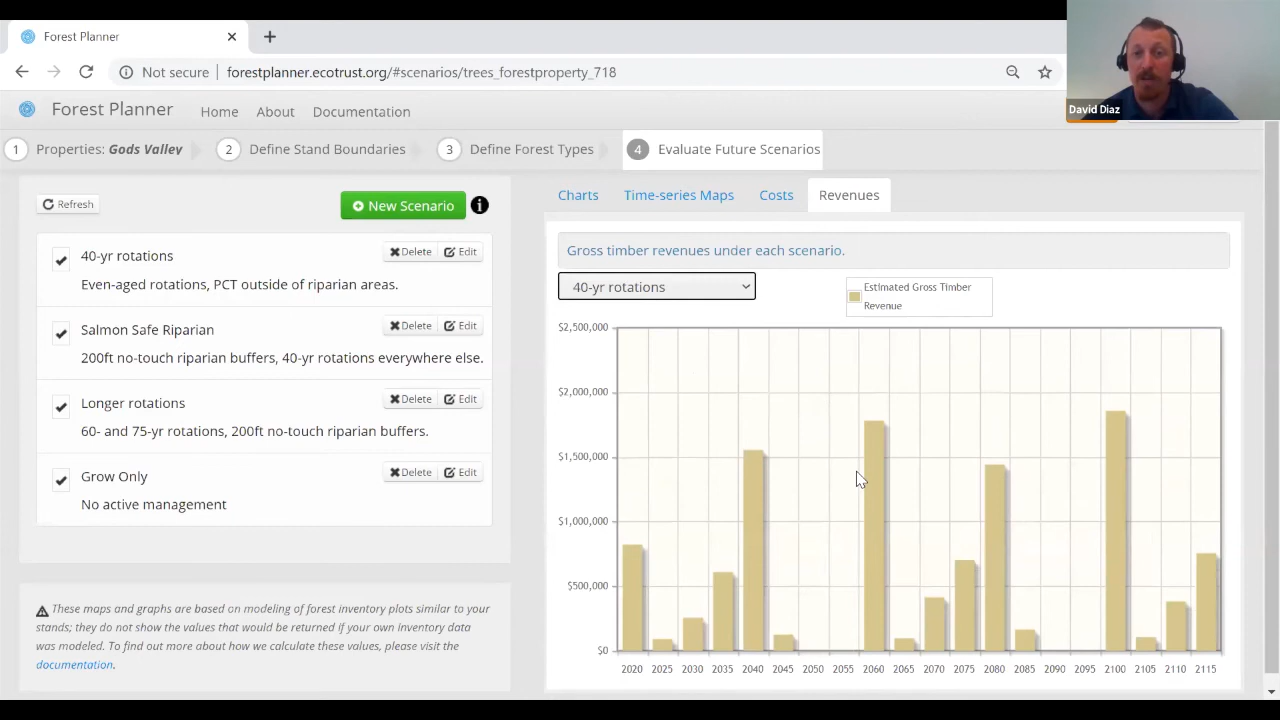 Forest Planner
Not secure
forestplanner.ecotrust.org/#scenarios/trees_forestproperty_718
David Diaz
Forest Planner
Home
About
Documentation
1 Properties: Gods Valley
2 Define Stand Boundaries
3 Define Forest Types
4 Evaluate Future Scenarios
Refresh
New Scenario
40-yr rotations
Delete
Edit
Even-aged rotations, PCT outside of riparian areas.
Salmon Safe Riparian
Delete
Edit
200ft no-touch riparian buffers, 40-yr rotations everywhere else.
Longer rotations
Delete
Edit
60- and 75-yr rotations, 200ft no-touch riparian buffers.
Grow Only
Delete
Edit
No active management
These maps and graphs are based on modeling of forest inventory plots similar to your
stands; they do not show the values that would be returned if your own inventory data
was modeled. To find out more about how we calculate these values, please visit the
documentation.
Charts
Time-series Maps
Costs
Revenues
Gross timber revenues under each scenario.
40-yr rotations
Estimated Gross Timber
Revenue
$2,500,000
$2,000,000
$1,500,000
$1,000,000
$500,000
$0
2020 2025 2030 2035 2040 2045 2050 2055 2060 2065 2070 2075 2080 2085 2090 2095 2100 2105 2110 2115